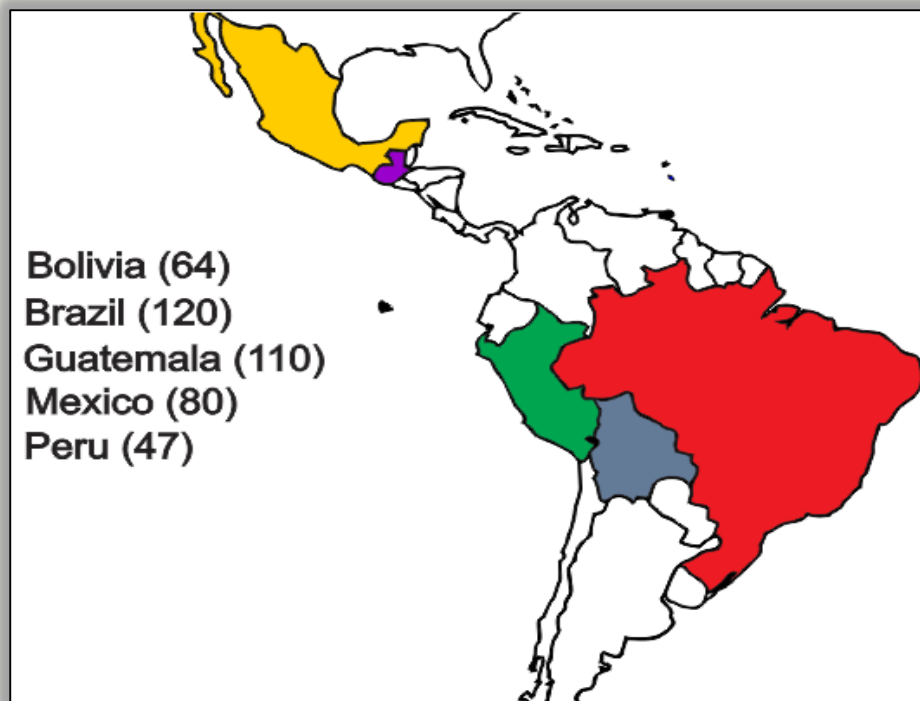 Bolivia (64)
Brazil (120)
Guatemala (110)
Mexico (80)
Peru (47)